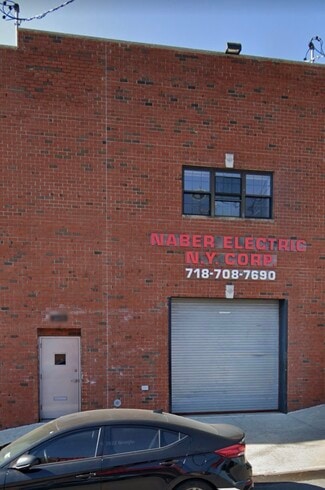 NABER ELECTRIC
N.Y. CORP
718-708-7690